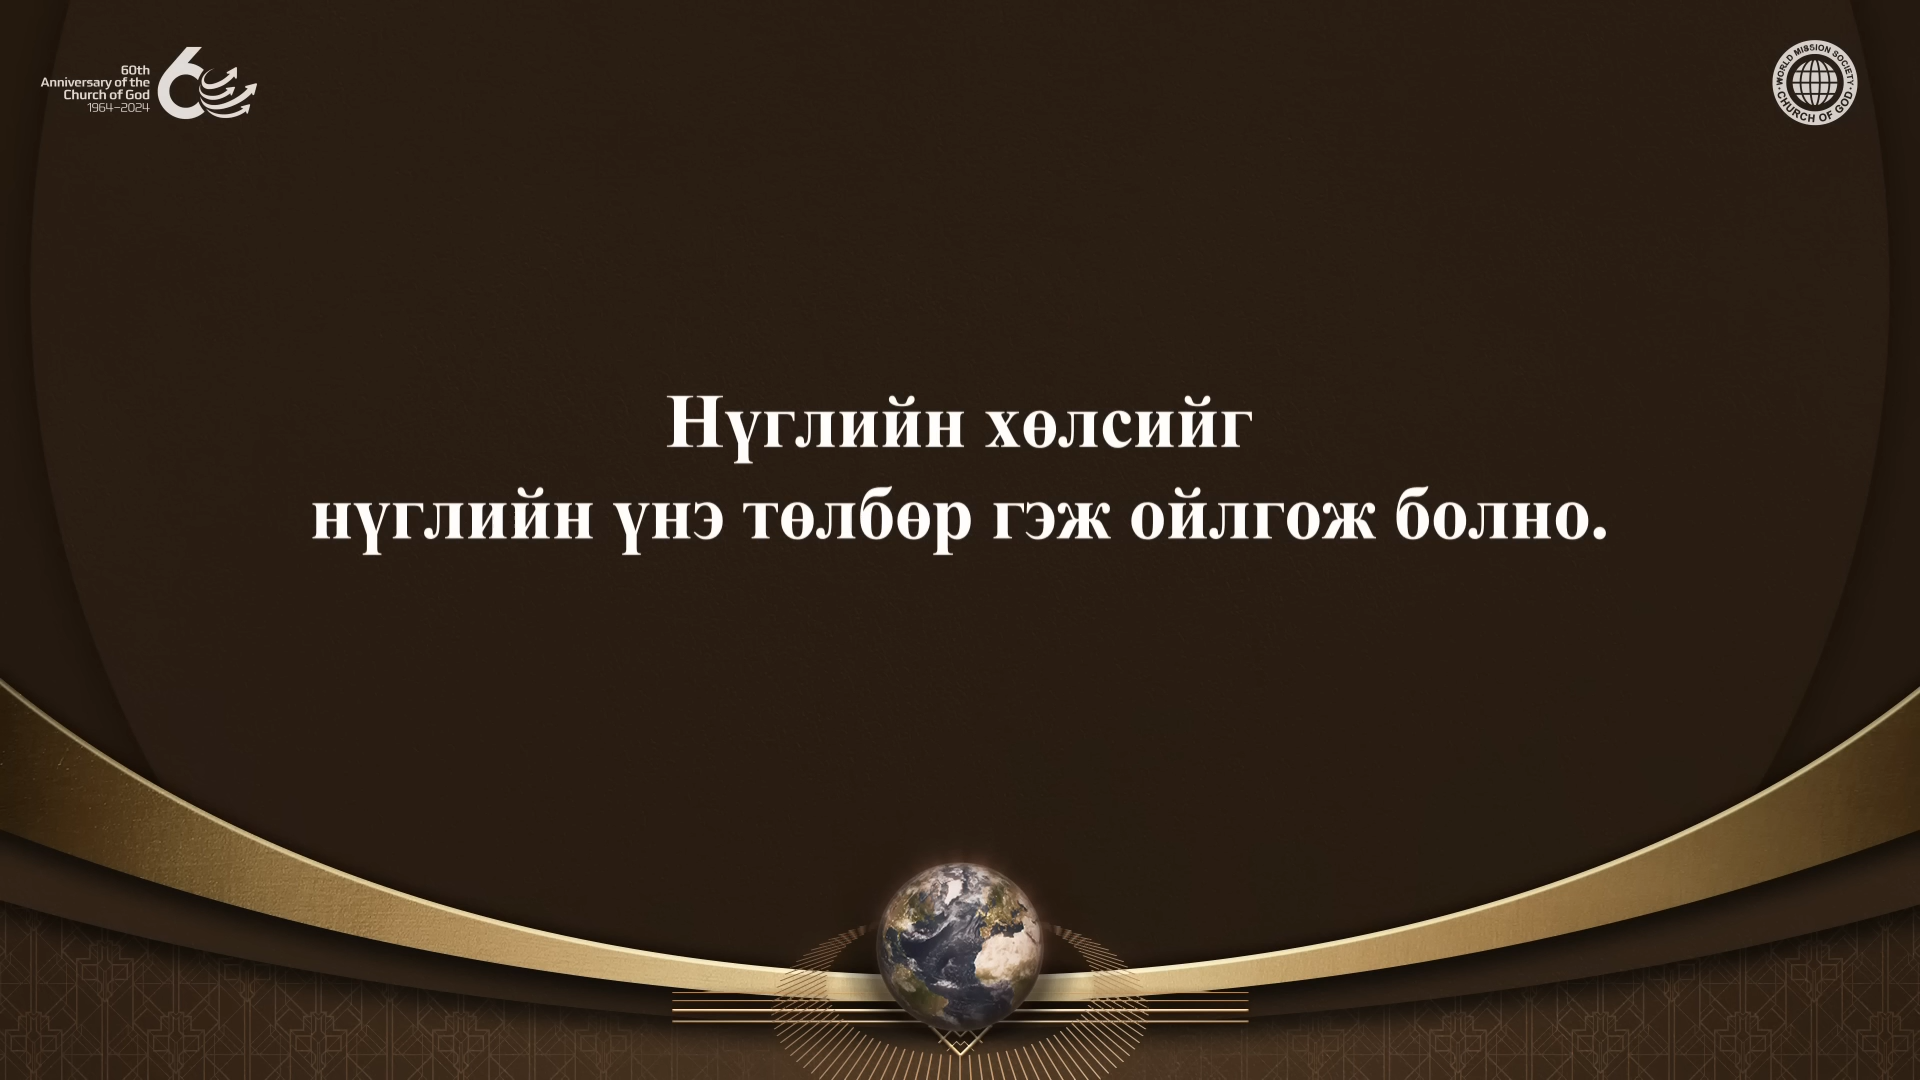 60th
Anniversary of the
Church of God
1964–2024
WORLD MISSION SOCIETY
CHURCH OF GOD
Нүглийн хөлсийг
нүглийн үнэ төлбөр гэж ойлгож болно.